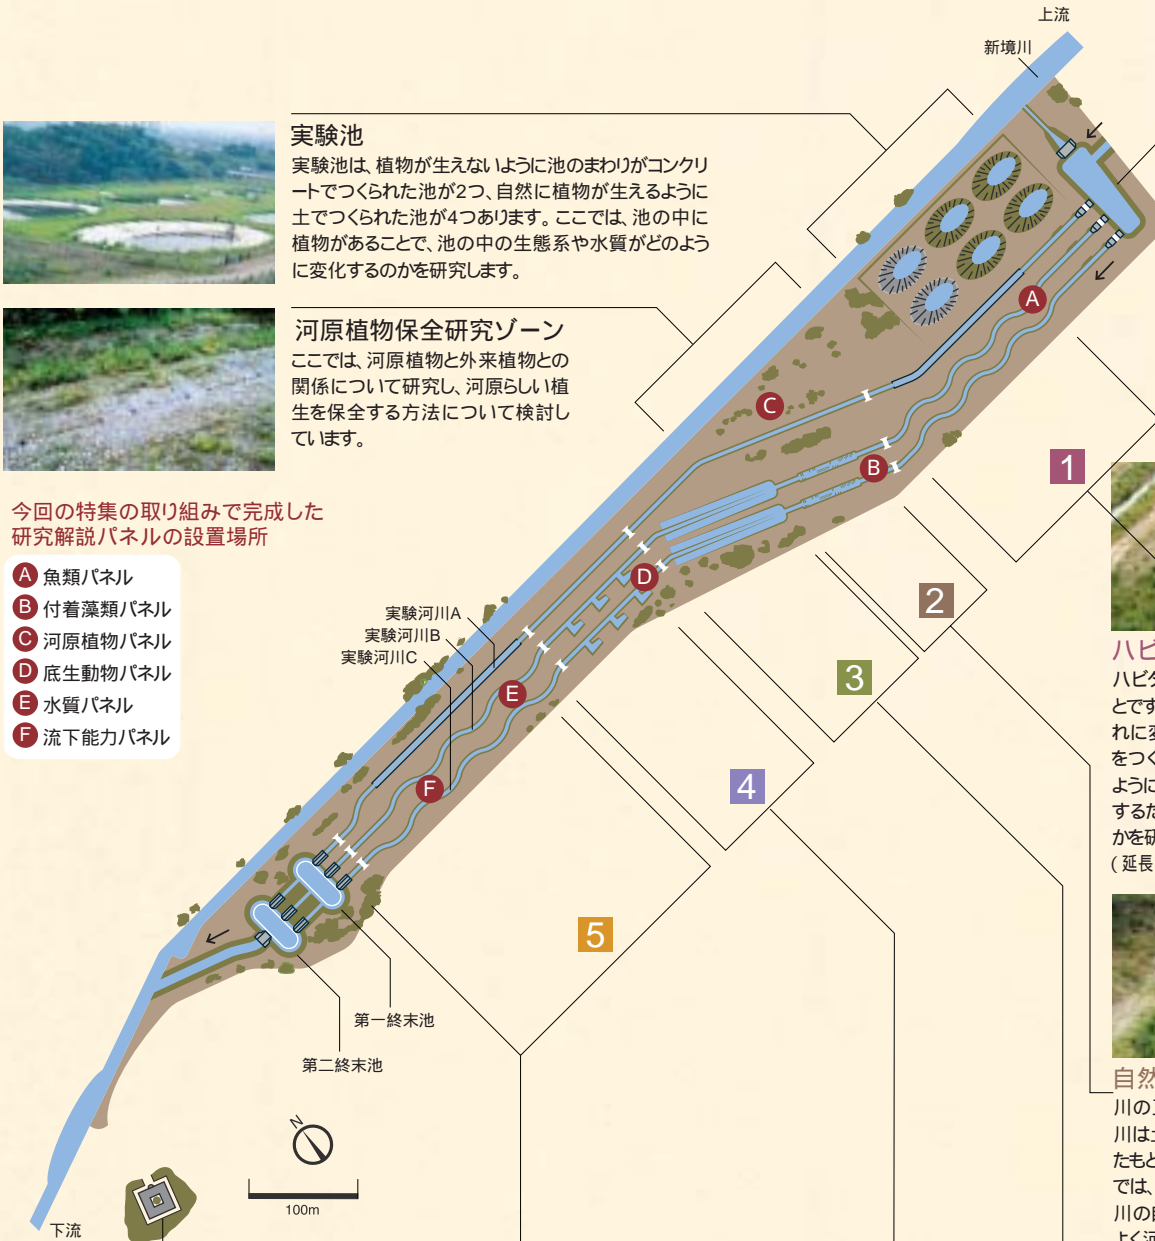 上流
新境川
実験池
実験池は、植物が生えないように池のまわりがコンクリ
ートでつくられた池が2つ、自然に植物が生えるように
土でつくられた池が4つあります。ここでは、池の中に
植物があることで、池の中の生態系や水質がどのよう
に変化するのかを研究します。
河原植物保全研究ゾーン
ここでは、河原植物と外来植物との
関係について研究し、河原らしい植
生を保全する方法について検討し
ています。
今回の特集の取り組みで完成した
研究解説パネルの設置場所
A 魚類パネル
B 付着藻類パネル
C 河原植物パネル
D 底生動物パネル
E 水質パネル
F 流下能力パネル
A
C
B
D
E
F
実験河川A
実験河川B
実験河川C
1
2
3
4
5
第一終末池
第二終末池
N
100m
下流
ハビ
ハビタ
とです
れに変
をつく
ように
するた
かを研
(延長
自然
川の
川は土
たもと
では、
川の自
よく河